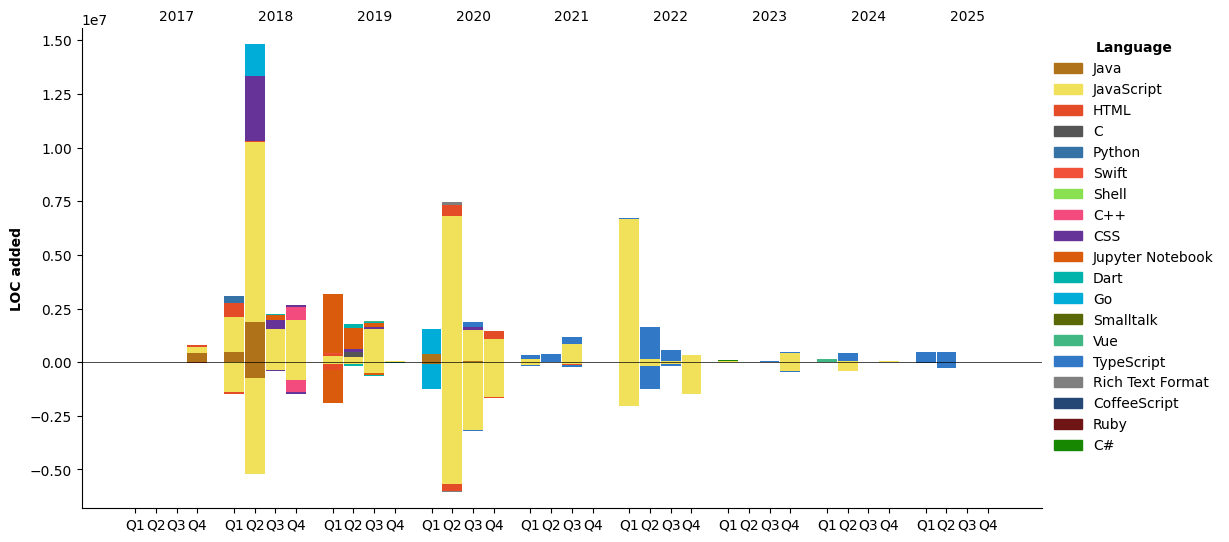 1e7
2017 2018 2019 2020 2021 2022 2023 2024 2025
LOC added
1.50
1.25
1.00
0.75
0.50
0.25
0.00
−0.25
−0.50
Q1 Q2 Q3 Q4 Q1 Q2 Q3 Q4 Q1 Q2 Q3 Q4 Q1 Q2 Q3 Q4 Q1 Q2 Q3 Q4 Q1 Q2 Q3 Q4 Q1 Q2 Q3 Q4 Q1 Q2 Q3 Q4 Q1 Q2 Q3 Q4
Language
Java
JavaScript
HTML
C
Python
Swift
Shell
C++
CSS
Jupyter Notebook
Dart
Go
Smalltalk
Vue
TypeScript
Rich Text Format
CoffeeScript
Ruby
C#